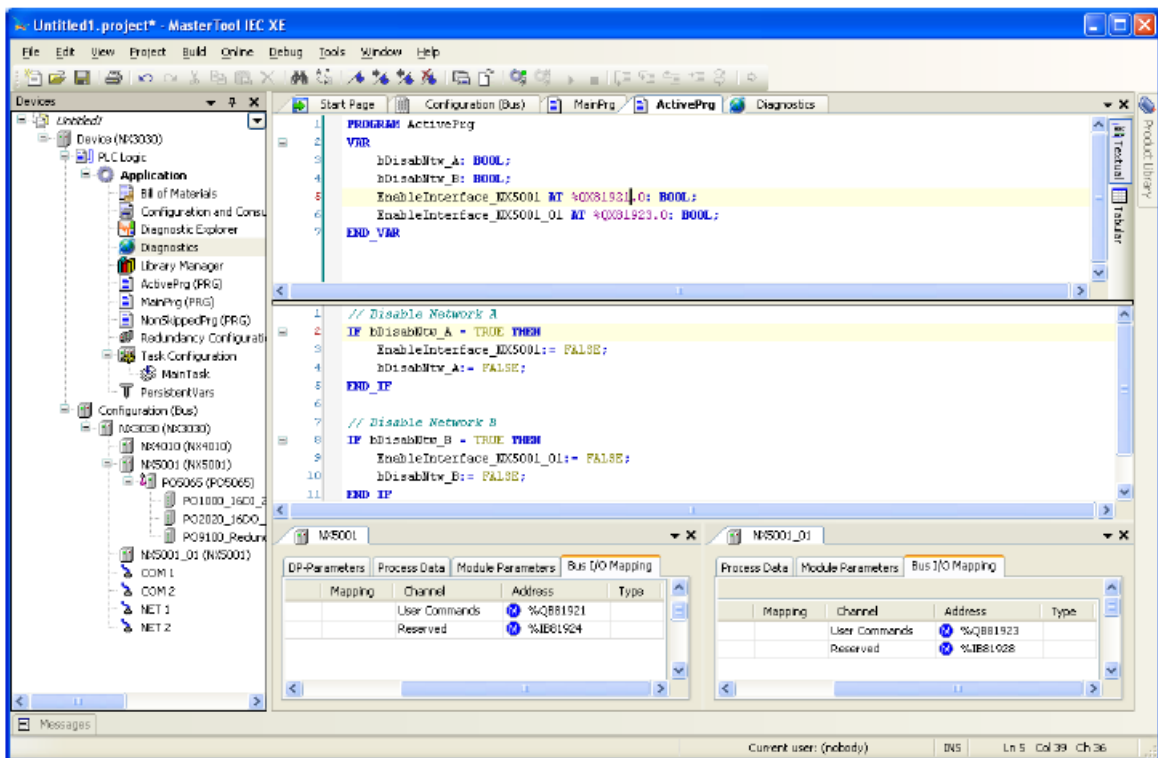 Untitled1.project* - MasterTool IEC XE
File Edit View Project Build Online Debug Tools Window Help
Devices
Start Page Configuration (Bus) MainPrg ActivePrg Diagnostics
Untitled1
Device (NX3030)
PLC Logic
Application
Bill of Materials
Configuration and Consu
Diagnostic Explorer
Diagnostics
Library Manager
ActivePrg (PRG)
MainPrg (PRG)
NonSkippedPrg (PRG)
Redundancy Configurati
Task Configuration
MainTask
PersistentVars
Configuration (Bus)
NX3030 (NX3030)
NX4010 (NX4010)
NX5001 (NX5001)
PO5065 (PO5065)
PO1000_16DI_2
PO2020_16DO_
PO9100_Redund
NX5001_01 (NX5001)
COM 1
COM 2
NET 1
NET 2
1 PROGRAM ActivePrg
2 VAR
3 bDisabNtw_A: BOOL;
4 bDisabNtw_B: BOOL;
5 EnableInterface_NX5001 AT %QX81921.0: BOOL;
6 EnableInterface_NX5001_01 AT %QX81923.0: BOOL;
7 END_VAR
Textual
Tabular
Product Library
1 // Disable Network A
2 IF bDisabNtw_A = TRUE THEN
3 EnableInterface_NX5001:= FALSE;
4 bDisabNtw_A:= FALSE;
5 END_IF
6
7 // Disable Network B
8 IF bDisabNtw_B = TRUE THEN
9 EnableInterface_NX5001_01:= FALSE;
10 bDisabNtw_B:= FALSE;
11 END_IF
NX5001
DP-Parameters Process Data Module Parameters Bus I/O Mapping
Mapping Channel Address Type
User Commands %QB81921
Reserved %IB81924
NX5001_01
Process Data Module Parameters Bus I/O Mapping
Mapping Channel Address Type
User Commands %QB81923
Reserved %IB81928
Messages
Current user: (nobody) INS Ln 5 Col 39 Ch 36